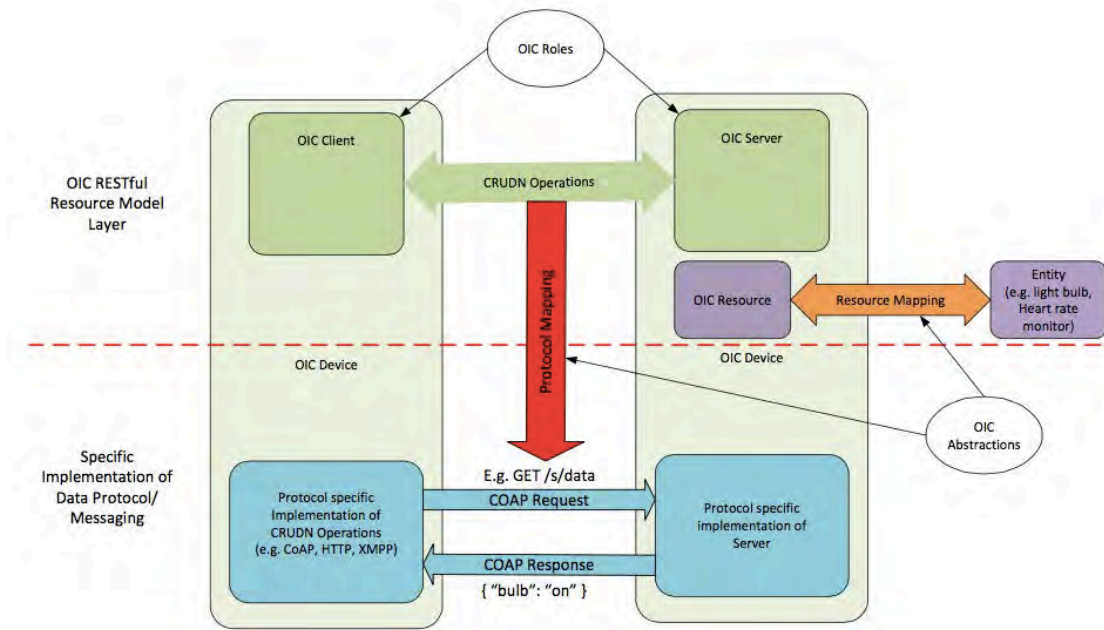 OIC Roles
OIC Client
OIC Server
OIC RESTful
Resource Model
Layer
CRUDN Operations
Protocol Mapping
OIC Resource
Resource Mapping
Entity
(e.g. light bulb,
Heart rate
monitor)
OIC Device
OIC Device
OIC
Abstractions
Specific
Implementation of
Data Protocol/
Messaging
Protocol specific
Implementation of
CRUDN Operations
(e.g. CoAP, HTTP, XMPP)
E.g. GET /s/data
COAP Request
COAP Response
{ “bulb”: “on” }
Protocol specific
implementation of
Server